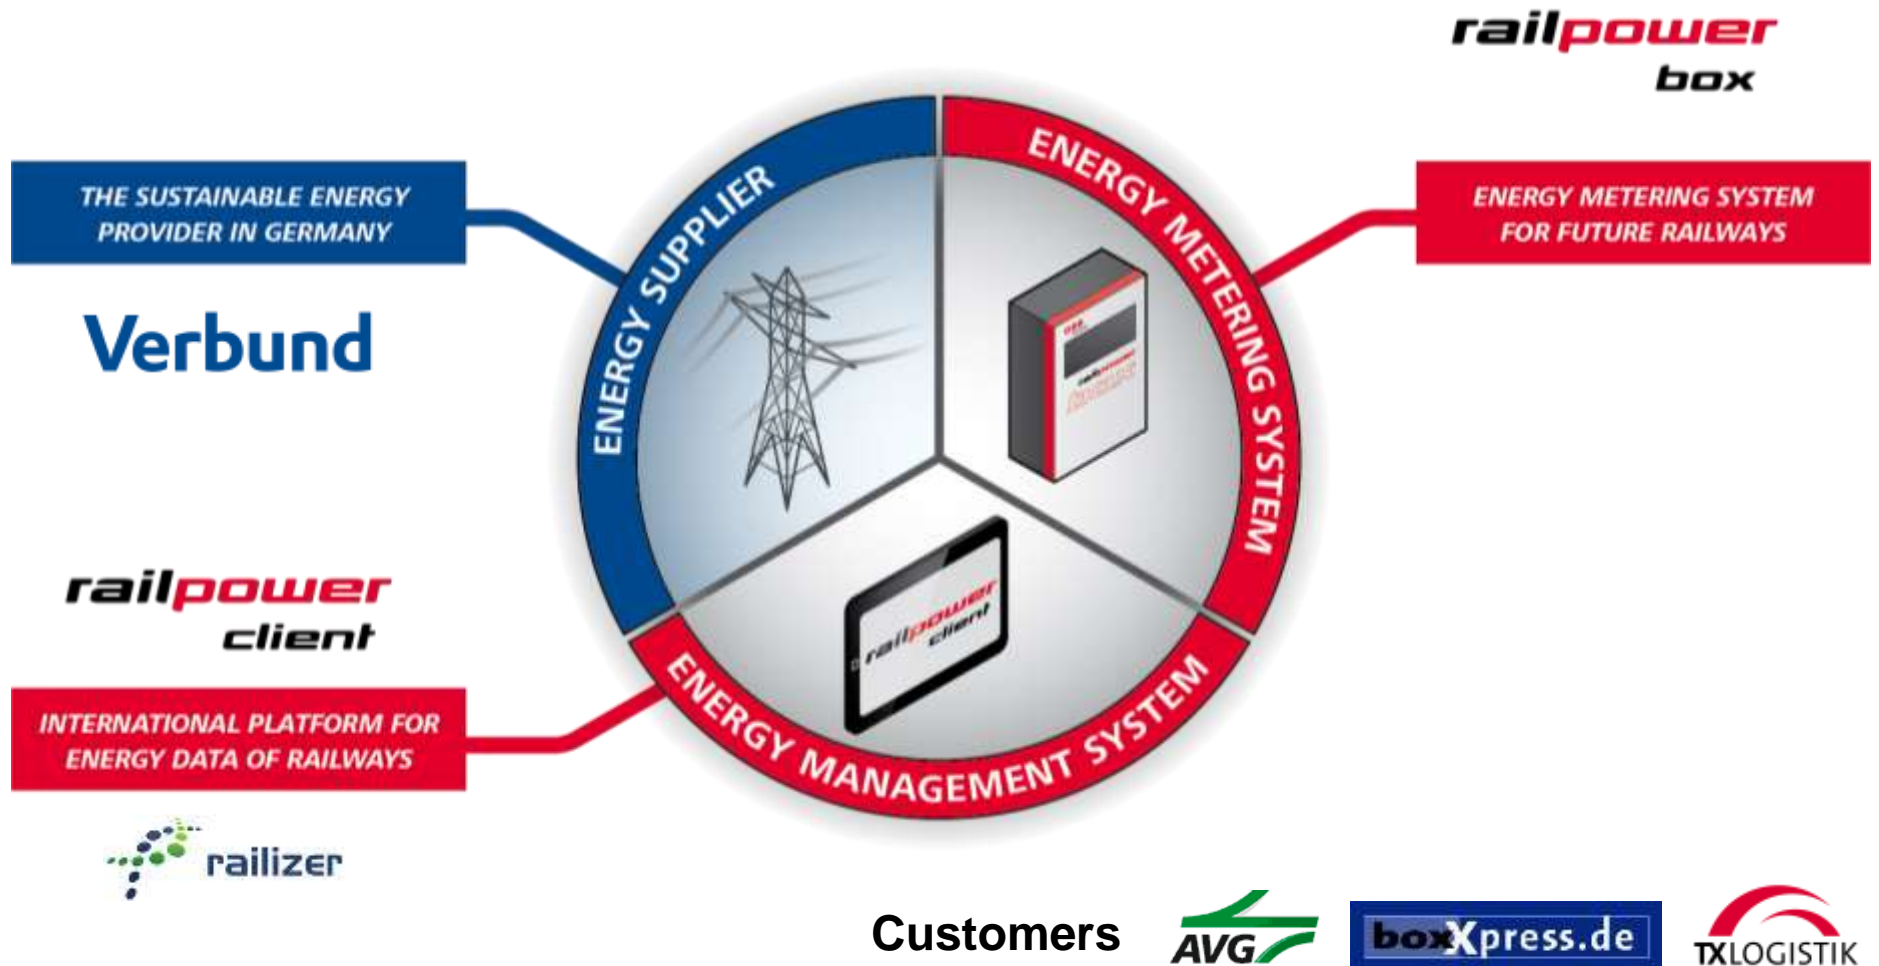 railpower
box
THE SUSTAINABLE ENERGY
PROVIDER IN GERMANY
Verbund
ENERGY SUPPLIER
ENERGY METERING SYSTEM
ENERGY METERING SYSTEM
FOR FUTURE RAILWAYS
railpower
railpower
client
railpower
client
INTERNATIONAL PLATFORM FOR
ENERGY DATA OF RAILWAYS
ENERGY MANAGEMENT SYSTEM
railizer
Customers
AVG
boxXpress.de
TXLOGISTIK